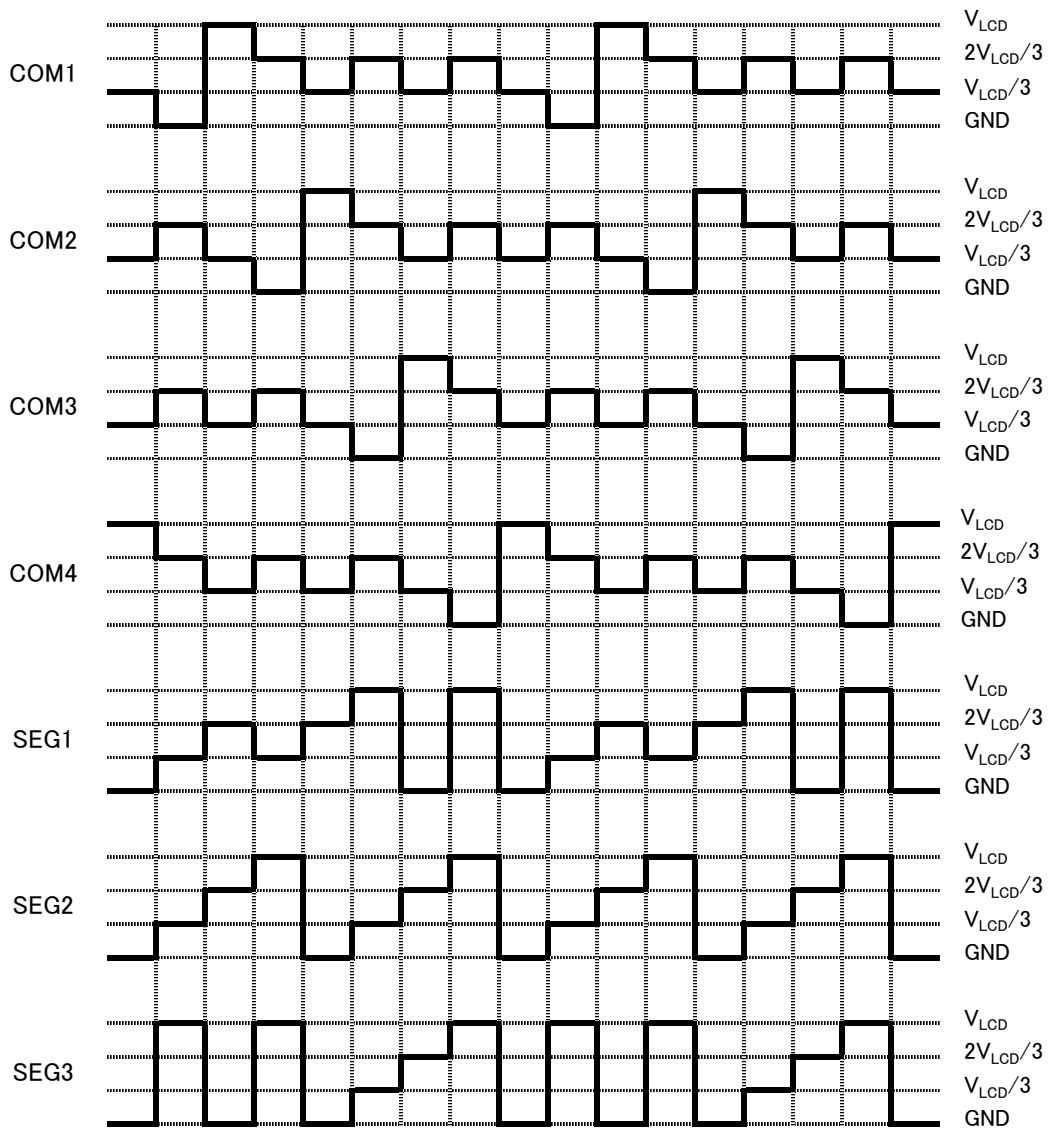 COM1
V_LCD
2V_LCD/3
V_LCD/3
GND
COM2
V_LCD
2V_LCD/3
V_LCD/3
GND
COM3
V_LCD
2V_LCD/3
V_LCD/3
GND
COM4
V_LCD
2V_LCD/3
V_LCD/3
GND
SEG1
V_LCD
2V_LCD/3
V_LCD/3
GND
SEG2
V_LCD
2V_LCD/3
V_LCD/3
GND
SEG3
V_LCD
2V_LCD/3
V_LCD/3
GND